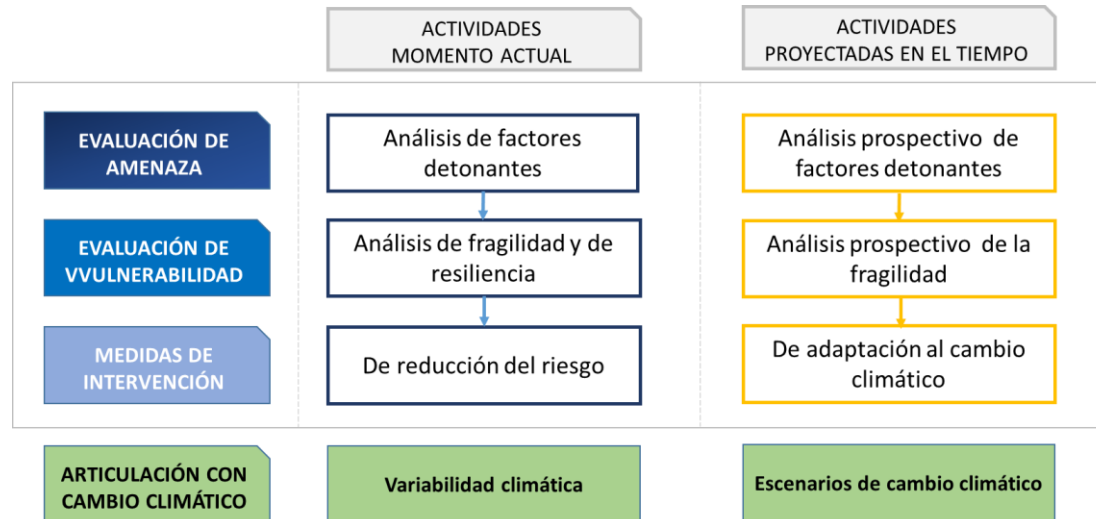 ACTIVIDADES
MOMENTO ACTUAL
ACTIVIDADES
PROYECTADAS EN EL TIEMPO
EVALUACIÓN DE
AMENAZA
Análisis de factores
detonantes
Análisis prospectivo de
factores detonantes
EVALUACIÓN DE
VVULNERABILIDAD
Análisis de fragilidad y de
resiliencia
Análisis prospectivo de la
fragilidad
MEDIDAS DE
INTERVENCIÓN
De reducción del riesgo
De adaptación al cambio
climático
ARTICULACIÓN CON
CAMBIO CLIMÁTICO
Variabilidad climática
Escenarios de cambio climático